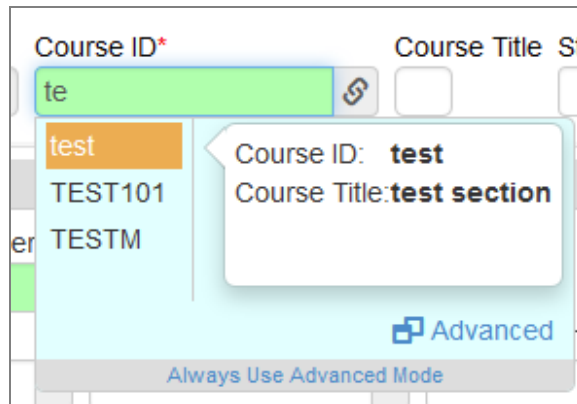 Course ID* Course Title St
te
test
TEST101
TESTM
Course ID: test
Course Title:test section
er
Advanced
Always Use Advanced Mode